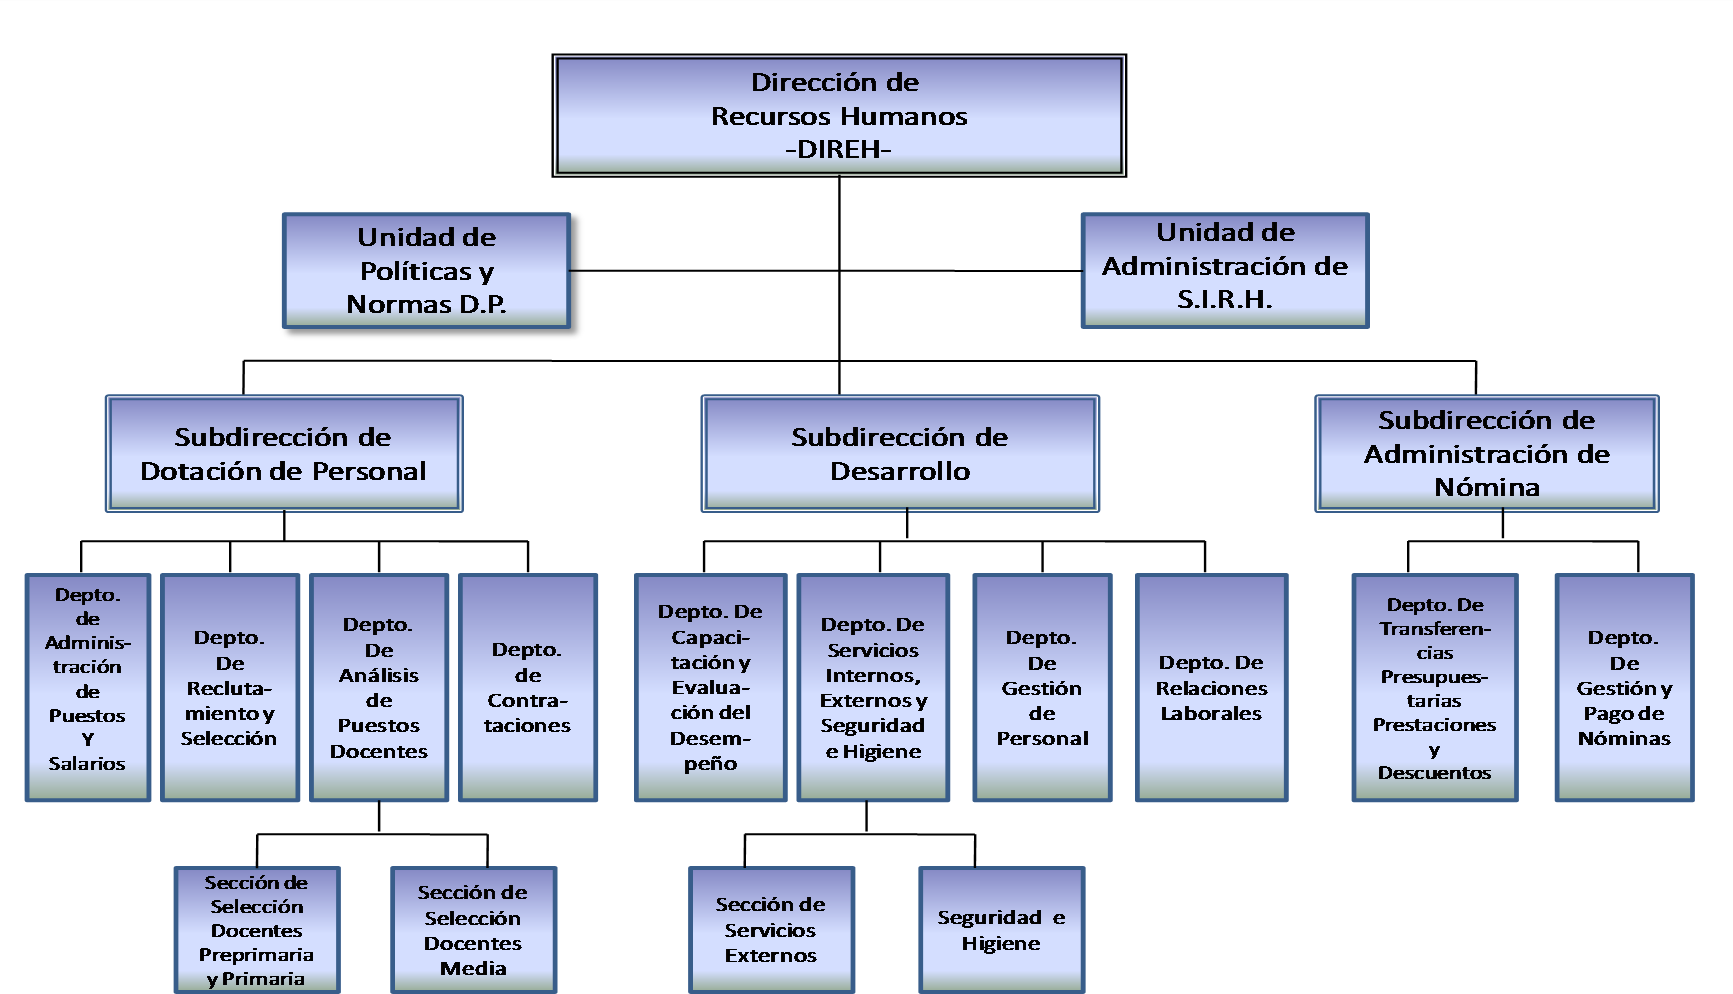 Dirección de
Recursos Humanos
-DIREH-
Unidad de
Políticas y
Normas D.P.
Unidad de
Administración de
S.I.R.H.
Subdirección de
Dotación de Personal
Subdirección de
Desarrollo
Subdirección de
Administración de
Nómina
Depto.
de
Adminis-
tración
de
Puestos
Y
Salarios
Depto.
De
Recluta-
miento y
Selección
Depto.
De
Análisis
de
Puestos
Docentes
Depto.
de
Contra-
taciones
Depto. De
Capaci-
tación y
Evalua-
ción del
Desem-
peño
Depto. De
Servicios
Internos,
Externos y
Seguridad
e Higiene
Depto.
De
Gestión
de
Personal
Depto. De
Relaciones
Laborales
Depto. De
Transferen-
cias
Presupues-
tarias
Prestaciones
y
Descuentos
Depto.
De
Gestión y
Pago de
Nóminas
Sección de
Selección
Docentes
Preprimaria
y Primaria
Sección de
Selección
Docentes
Media
Sección de
Servicios
Externos
Seguridad e
Higiene